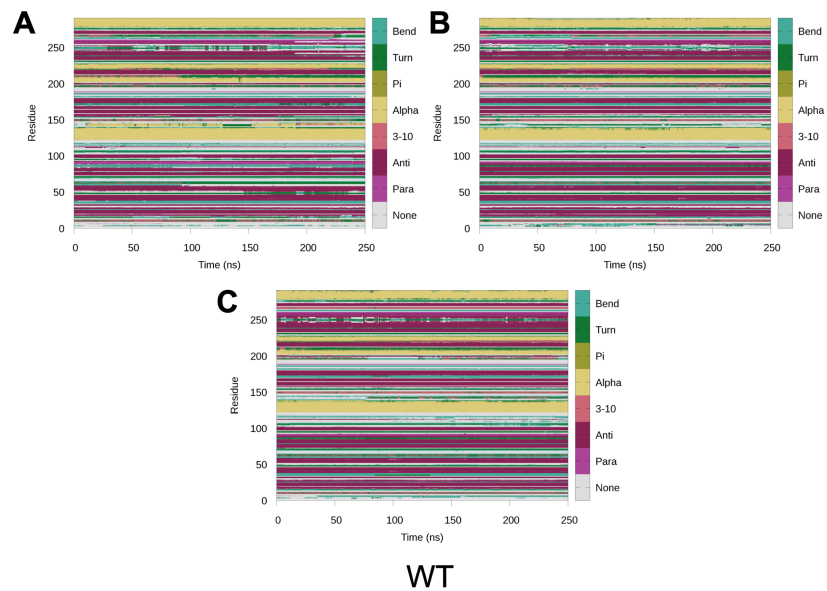 A
Residue
250
200
150
100
50
0
0 50 100 150 200 250
Time (ns)
Bend
Turn
Pi
Alpha
3-10
Anti
Para
None
B
Residue
250
200
150
100
50
0
0 50 100 150 200 250
Time (ns)
Bend
Turn
Pi
Alpha
3-10
Anti
Para
None
C
Residue
250
200
150
100
50
0
0 50 100 150 200 250
Time (ns)
Bend
Turn
Pi
Alpha
3-10
Anti
Para
None
WT